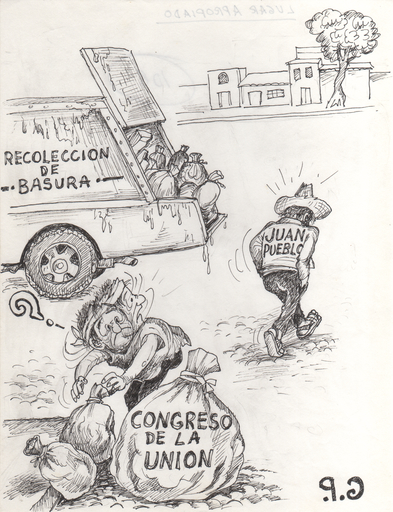 LUGAR APROPIADO
RECOLECCION
DE
BASURA
JUAN
PUEBLO
?
CONGRESO
DE LA
UNION
G.P.